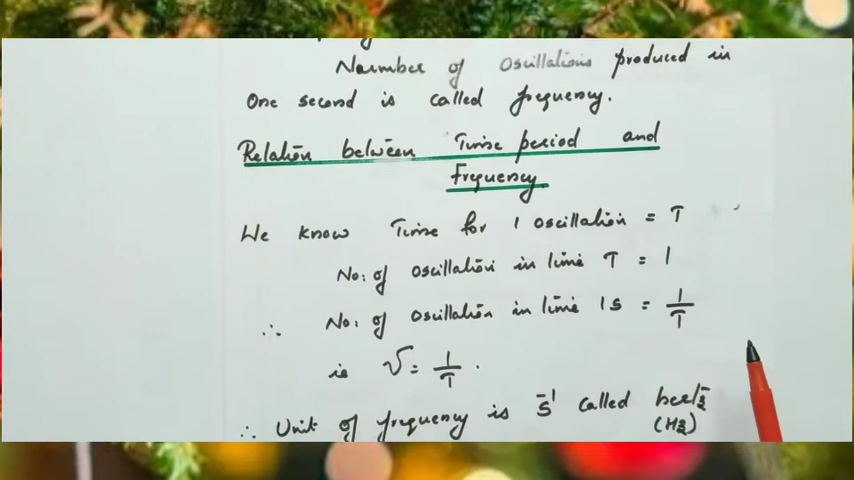 Number of Oscillations produced in
One second is called frequency.
Relation between Time period and
Frequency
We know Time for 1 oscillation = T
No: of oscillation in time T = 1
∴ No: of oscillation in time 1s = 1/T
ie ν = 1/T .
∴ Unit of frequency is s⁻¹ called hertz
(Hz)